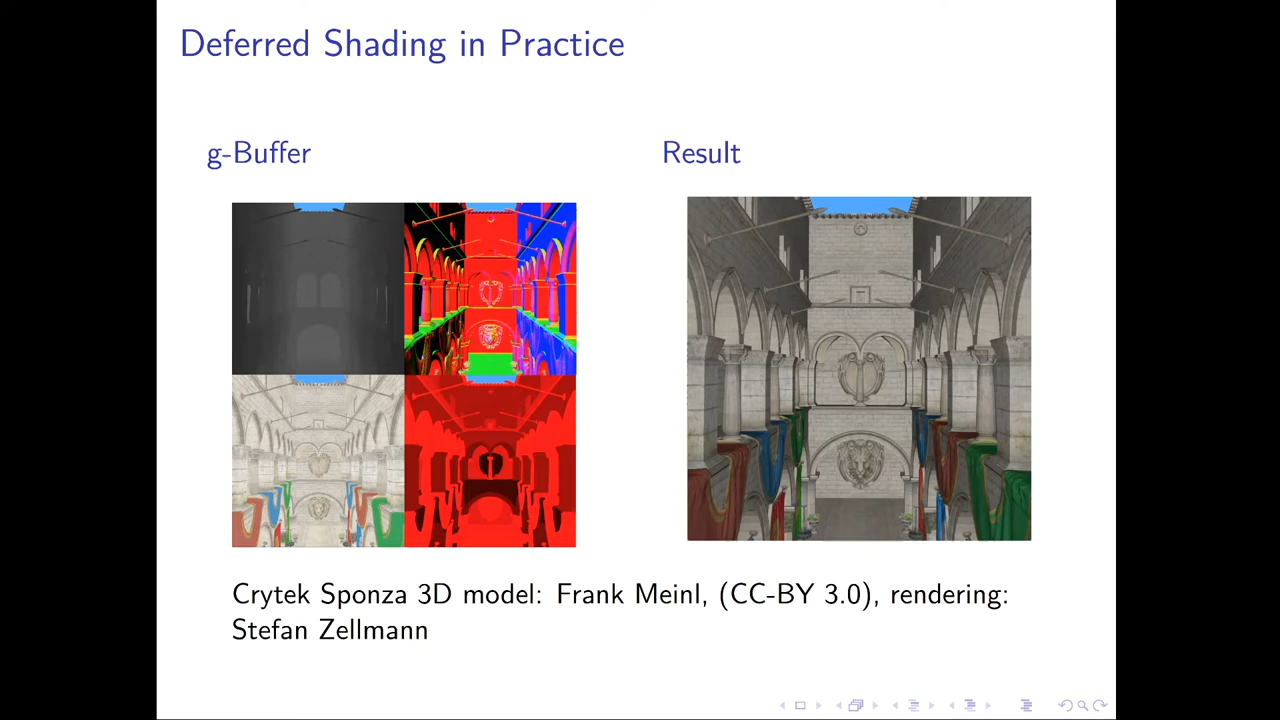 Deferred Shading in Practice
g-Buffer
Result
Crytek Sponza 3D model: Frank Meinl, (CC-BY 3.0), rendering:
Stefan Zellmann